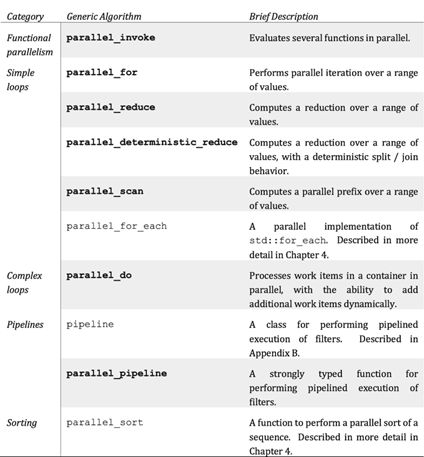 Category Generic Algorithm Brief Description
Functional parallel_invoke Evaluates several functions in parallel.
parallelism
Simple parallel_for Performs parallel iteration over a range
loops of values.
parallel_reduce Computes a reduction over a range of
values.
parallel_deterministic_reduce Computes a reduction over a range of
values, with a deterministic split / join
behavior.
parallel_scan Computes a parallel prefix over a range
of values.
parallel_for_each A parallel implementation of
std::for_each. Described in more
detail in Chapter 4.
Complex parallel_do Processes work items in a container in
loops parallel, with the ability to add
additional work items dynamically.
Pipelines pipeline A class for performing pipelined
execution of filters. Described in
Appendix B.
parallel_pipeline A strongly typed function for
performing pipelined execution of
filters.
Sorting parallel_sort A function to perform a parallel sort of a
sequence. Described in more detail in
Chapter 4.